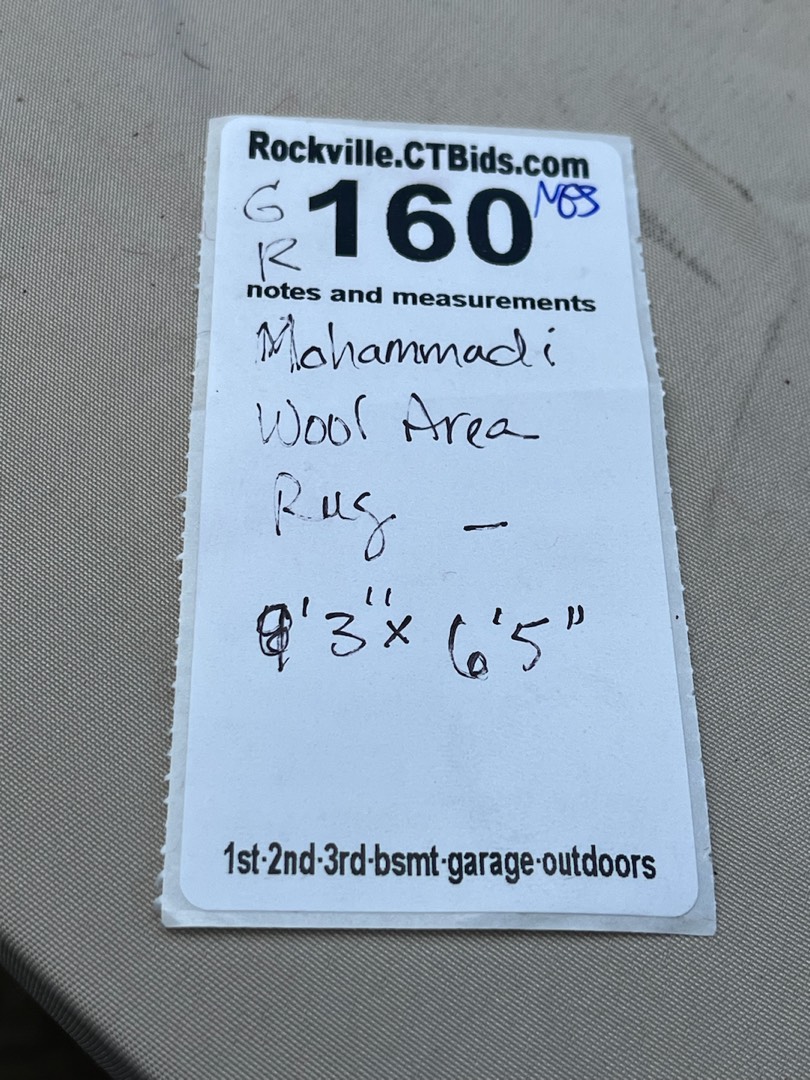 Rockville.CTBids.com
G 160
R
notes and measurements
Mohammadi
Wool Area
Rug –
9'3" x 6'5"
1st·2nd·3rd·bsmt·garage·outdoors